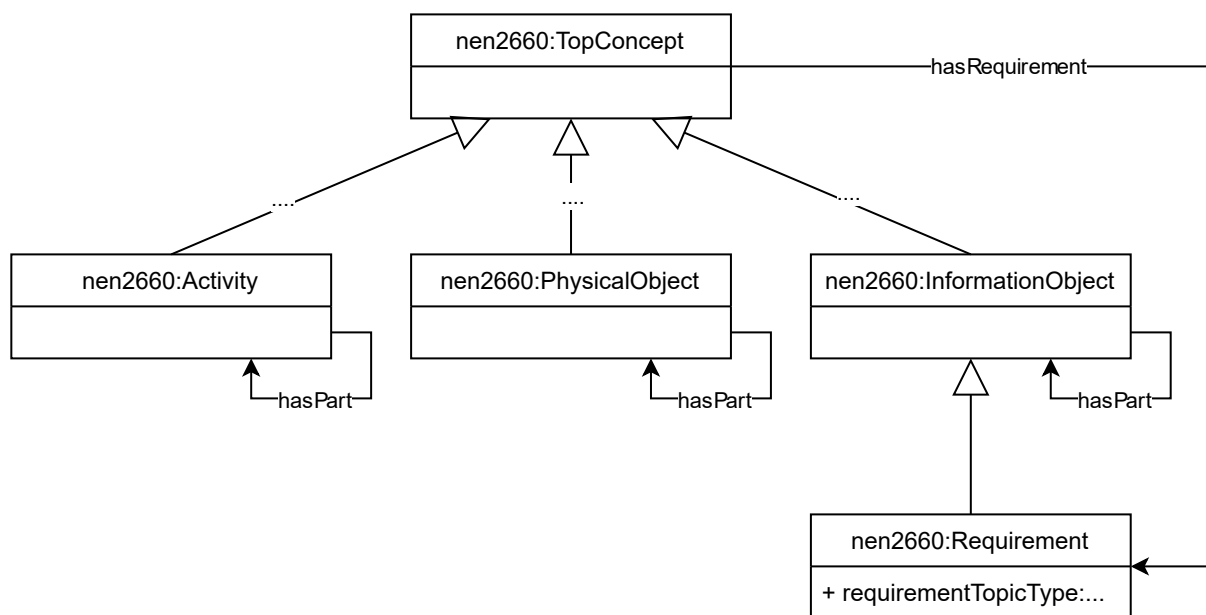 nen2660:TopConcept
hasRequirement
....
....
....
nen2660:Activity
nen2660:PhysicalObject
nen2660:InformationObject
hasPart
hasPart
hasPart
nen2660:Requirement
+ requirementTopicType:...